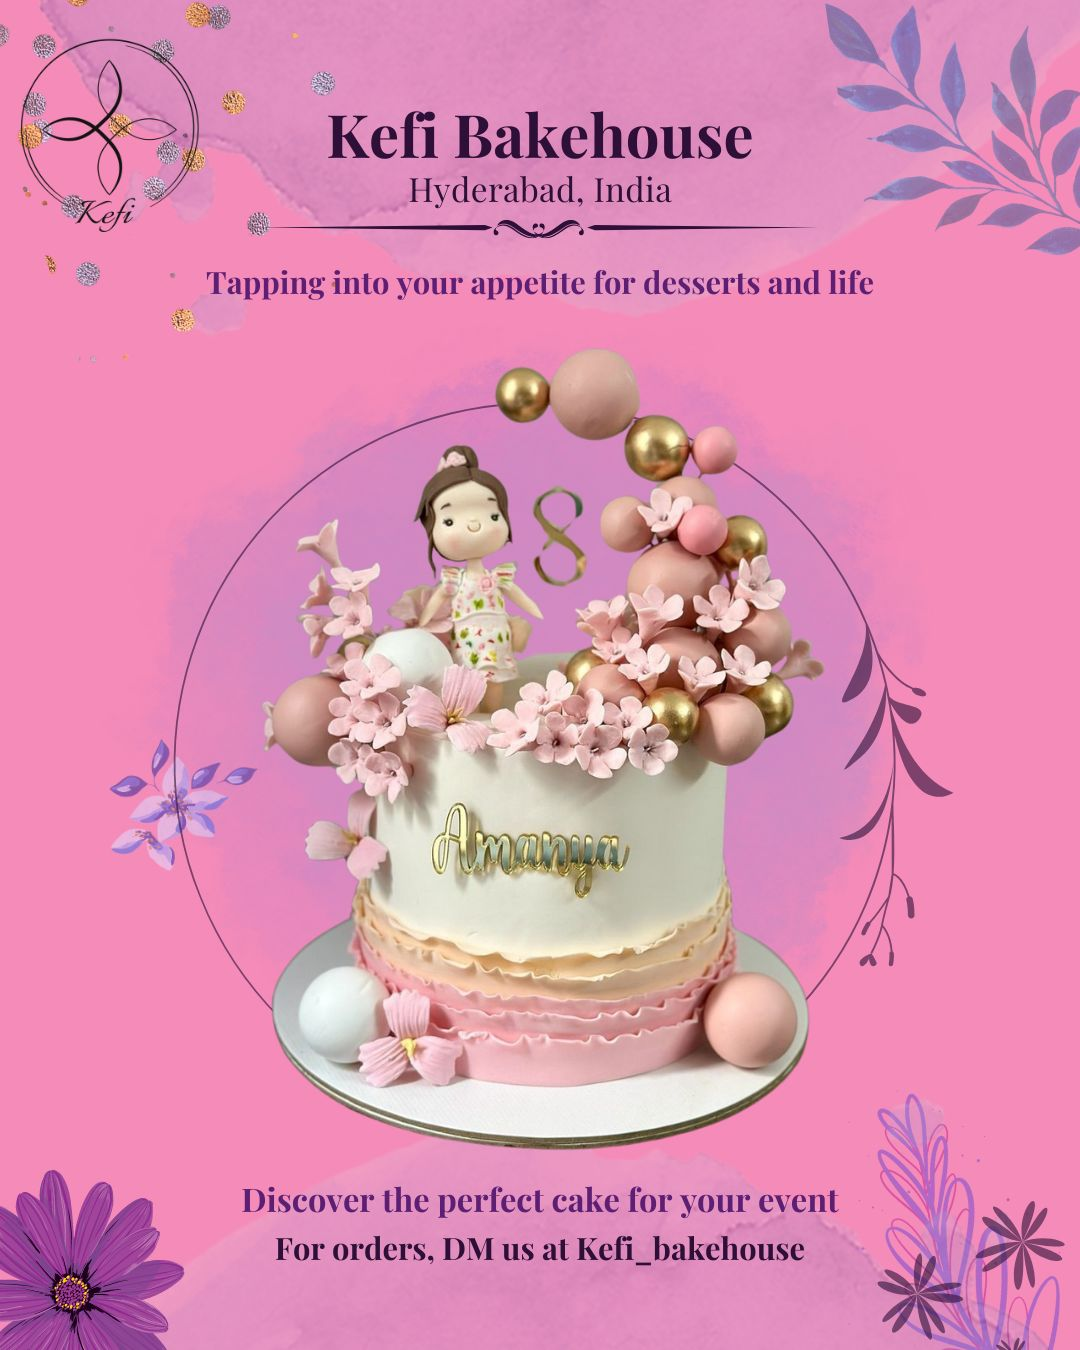 Kefi
Kefi Bakehouse
Hyderabad, India
Tapping into your appetite for desserts and life
8
Amanya
Discover the perfect cake for your event
For orders, DM us at Kefi_bakehouse